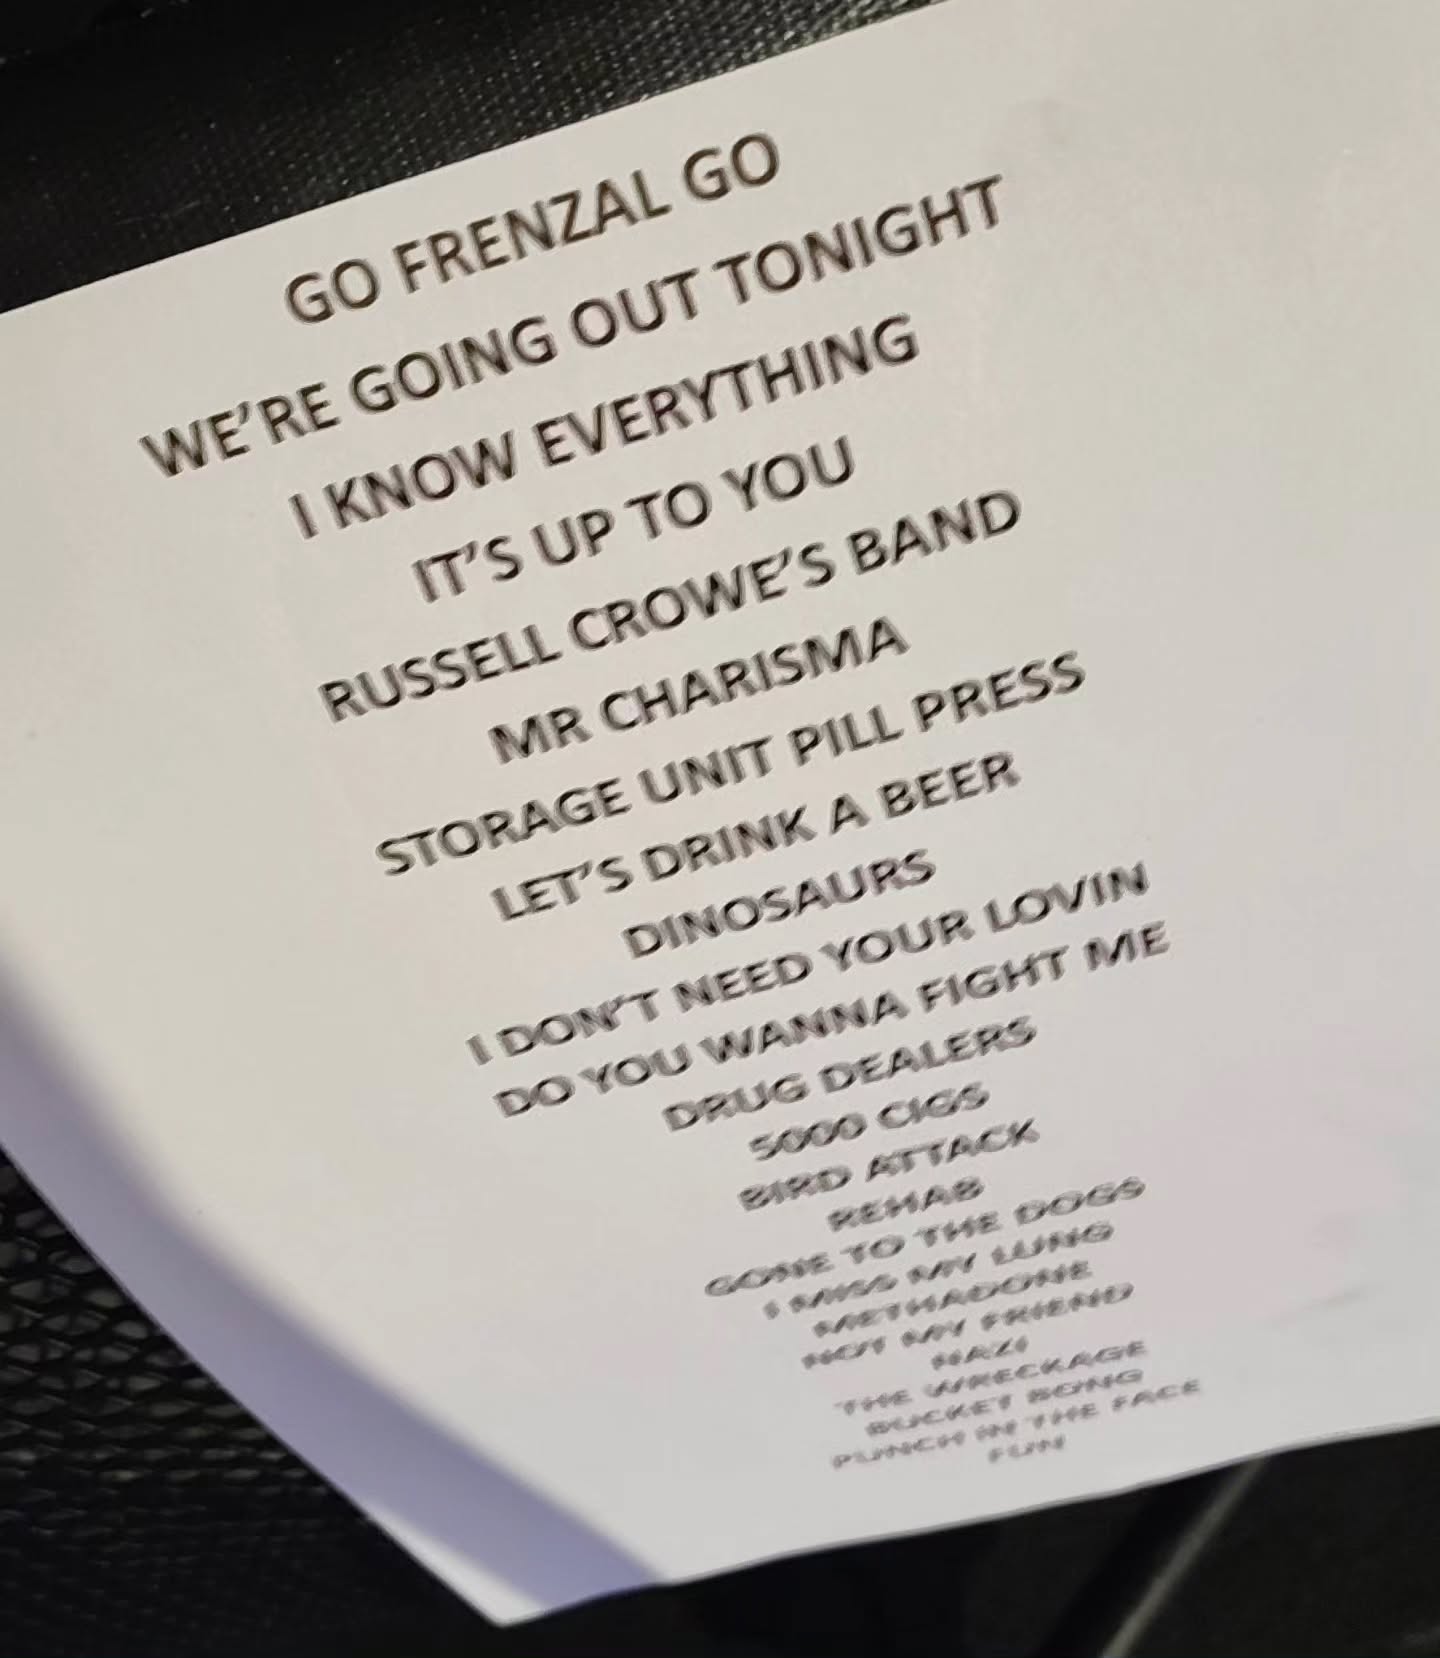 GO FRENZAL GO
WE'RE GOING OUT TONIGHT
I KNOW EVERYTHING
IT'S UP TO YOU
RUSSELL CROWE'S BAND
MR CHARISMA
STORAGE UNIT PILL PRESS
LET'S DRINK A BEER
DINOSAURS
I DON'T NEED YOUR LOVIN
DO YOU WANNA FIGHT ME
DRUG DEALERS
5000 CIGS
BIRD ATTACK
REHAB
GONE TO THE DOGS
I MISS MY LUNG
METHADONE
NOT MY FRIEND
NAZI
THE WRECKAGE
BUCKET BONG
PUNCH IN THE FACE
FUN